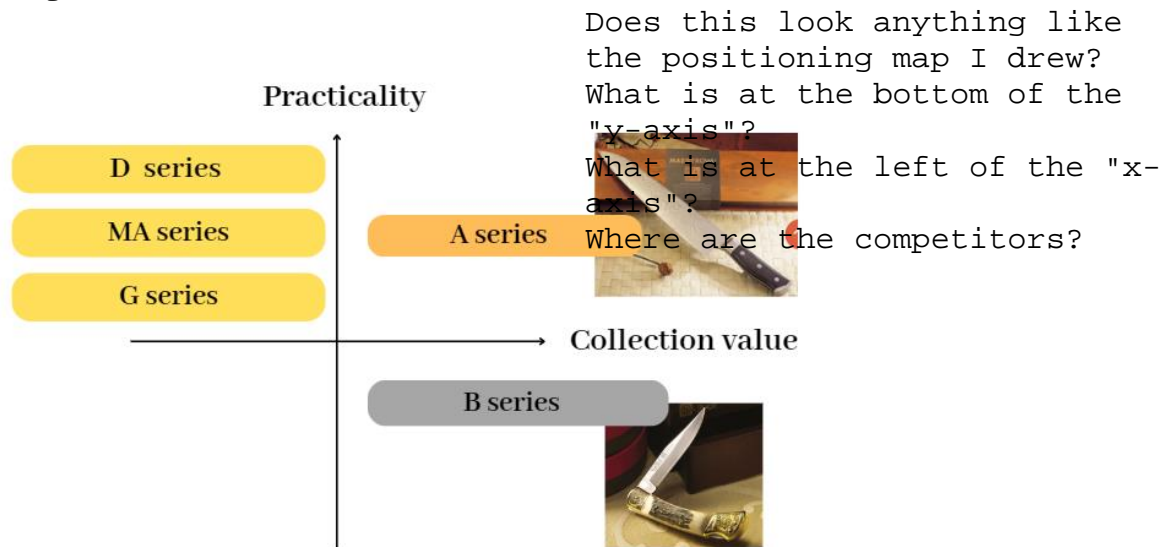 Does this look anything like
the positioning map I drew?
What is at the bottom of the
"y-axis"?
What is at the left of the "x-
axis"?
Where are the competitors?
Practicality
D series
MA series
A series
G series
Collection value
B series